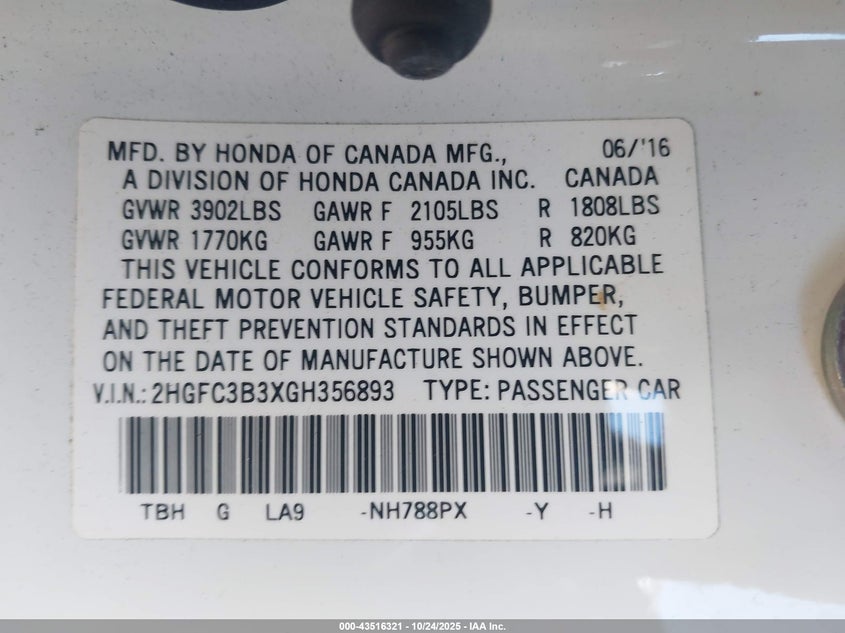 MFD. BY HONDA OF CANADA MFG., 06/'16
A DIVISION OF HONDA CANADA INC. CANADA
GVWR 3902LBS GAWR F 2105LBS R 1808LBS
GVWR 1770KG GAWR F 955KG R 820KG
THIS VEHICLE CONFORMS TO ALL APPLICABLE
FEDERAL MOTOR VEHICLE SAFETY, BUMPER,
AND THEFT PREVENTION STANDARDS IN EFFECT
ON THE DATE OF MANUFACTURE SHOWN ABOVE.
V.I.N.: 2HGFC3B3XGH356893 TYPE: PASSENGER CAR
TBH G LA9 -NH788PX -Y -H
000-43516321 - 10/24/2025 - IAA Inc.